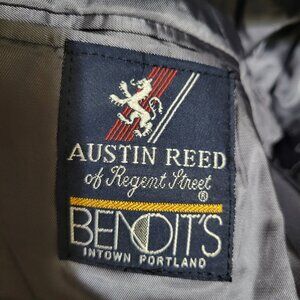 AUSTIN REED
of Regent Street
®
BENOIT'S
INTOWN PORTLAND